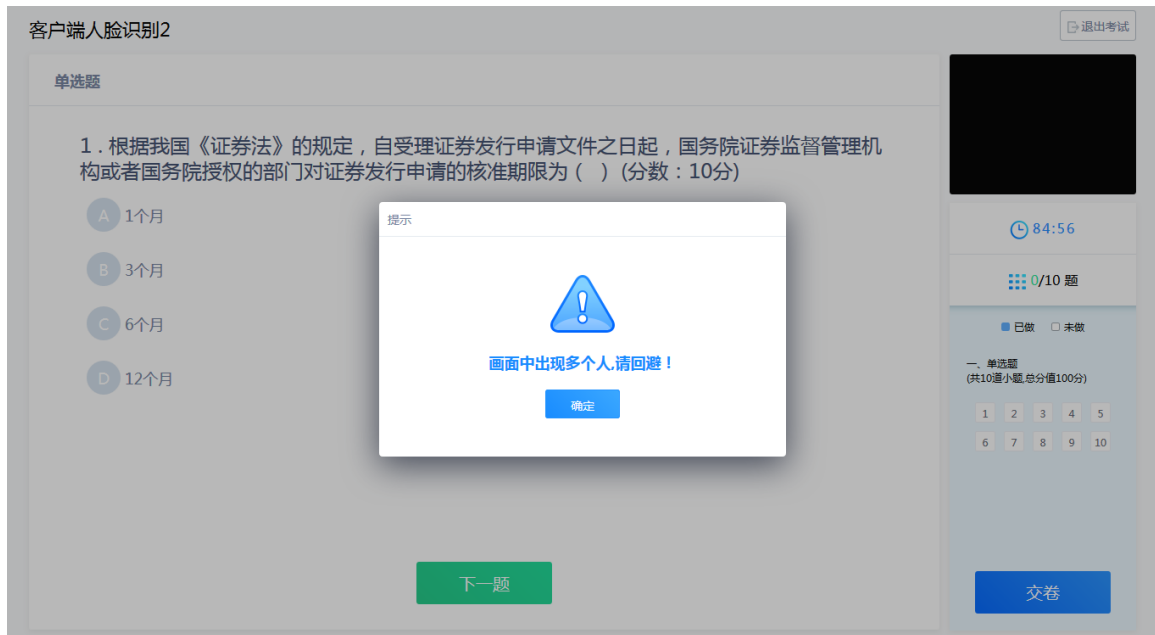 客户端人脸识别2
退出考试
单选题
1.根据我国《证券法》的规定，自受理证券发行申请文件之日起，国务院证券监督管理机
构或者国务院授权的部门对证券发行申请的核准期限为 ( ) (分数：10分)
A 1个月
B 3个月
C 6个月
D 12个月
提示
画面中出现多个人,请回避！
确定
下一题
84:56
0/10 题
已做 未做
一、单选题
(共10道小题,总分值100分)
1 2 3 4 5
6 7 8 9 10
交卷